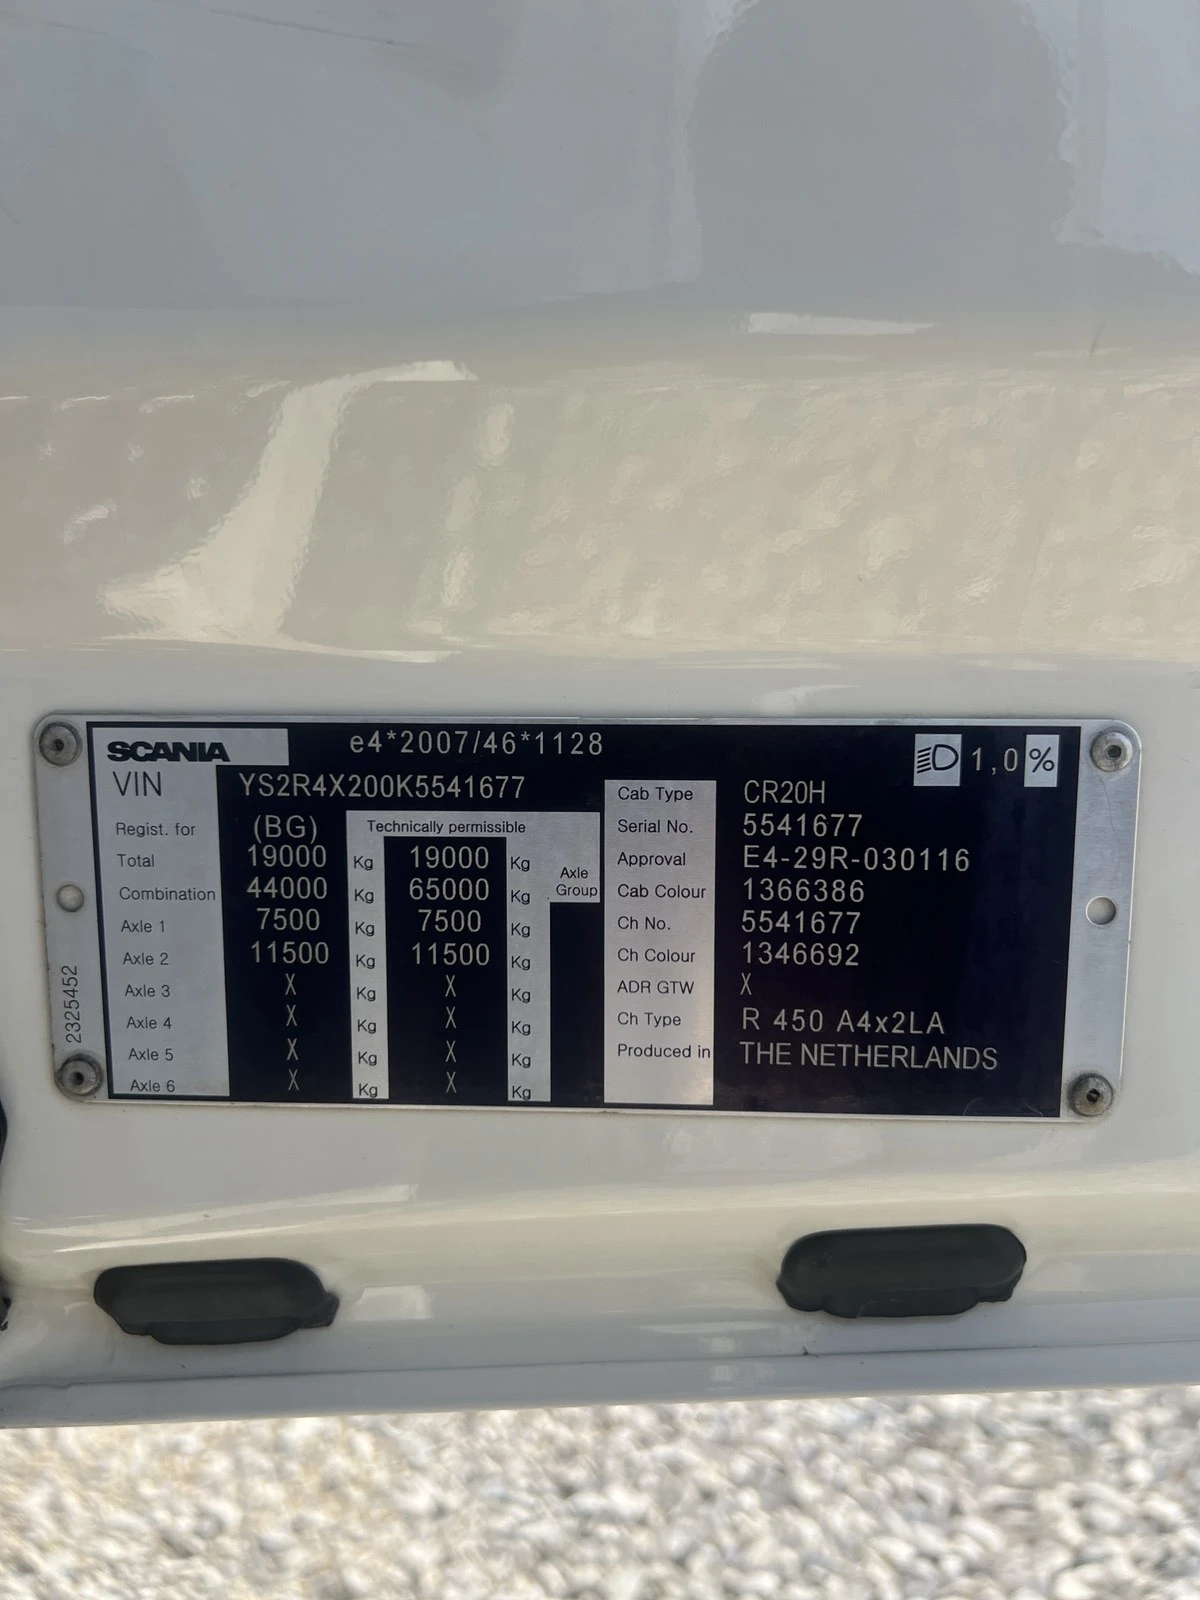 SCANIA e4*2007/46*1128 1,0 %
VIN YS2R4X200K5541677
Regist. for (BG) Technically permissible
Total 19000 Kg 19000 Kg Axle Group
Combination 44000 Kg 65000 Kg
Axle 1 7500 Kg 7500 Kg
Axle 2 11500 Kg 11500 Kg
Axle 3 X Kg X Kg
Axle 4 X Kg X Kg
Axle 5 X Kg X Kg
Axle 6 X Kg X Kg
Cab Type CR20H
Serial No. 5541677
Approval E4-29R-030116
Cab Colour 1366386
Ch No. 5541677
Ch Colour 1346692
ADR GTW X
Ch Type R 450 A4x2LA
Produced in THE NETHERLANDS
2325452